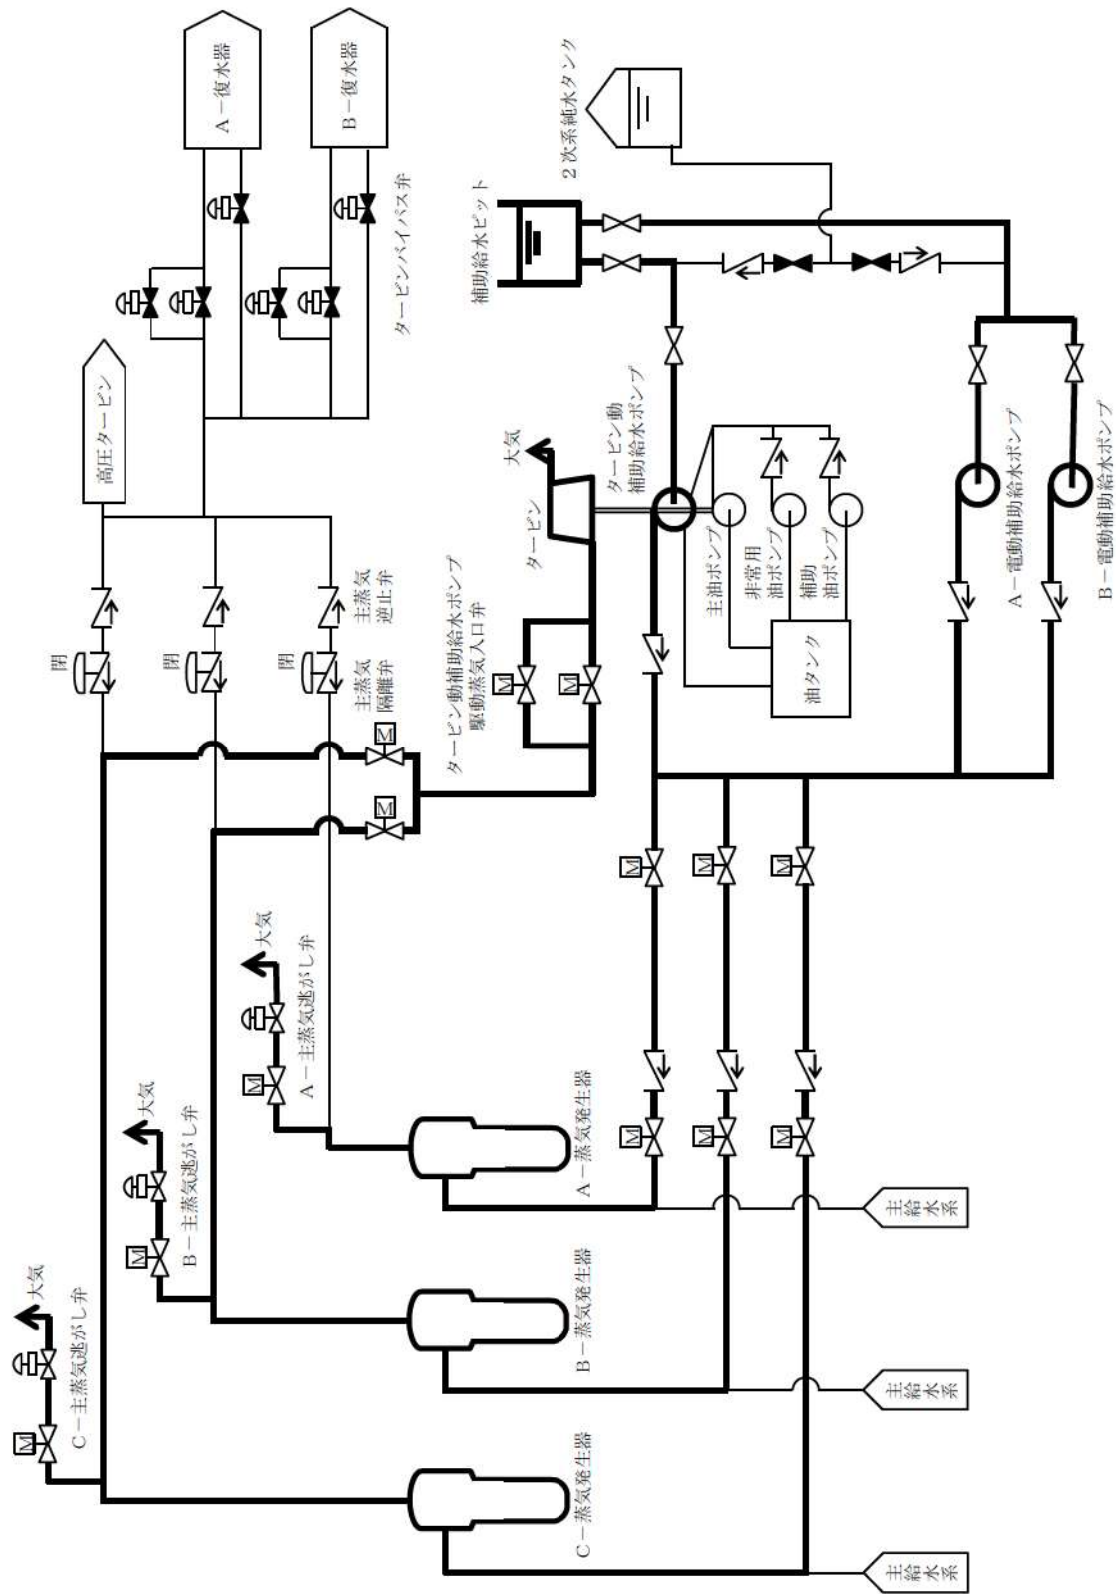 A－復水器
B－復水器
タービンバイパス弁
高圧タービン
2次系純水タンク
補助給水ピット
大気
タービン
タービン動
補助給水ポンプ
主油ポンプ
非常用
油ポンプ
補助
油ポンプ
油タンク
A－電動補助給水ポンプ
B－電動補助給水ポンプ
閉
閉
閉
主蒸気
逆止弁
主蒸気
隔離弁
タービン動補助給水ポンプ
駆動蒸気入口弁
M
M
M
M
大気
A－主蒸気逃がし弁
M
大気
B－主蒸気逃がし弁
M
大気
C－主蒸気逃がし弁
M
M
M
M
M
M
M
A－蒸気発生器
B－蒸気発生器
C－蒸気発生器
主給水系
主給水系
主給水系